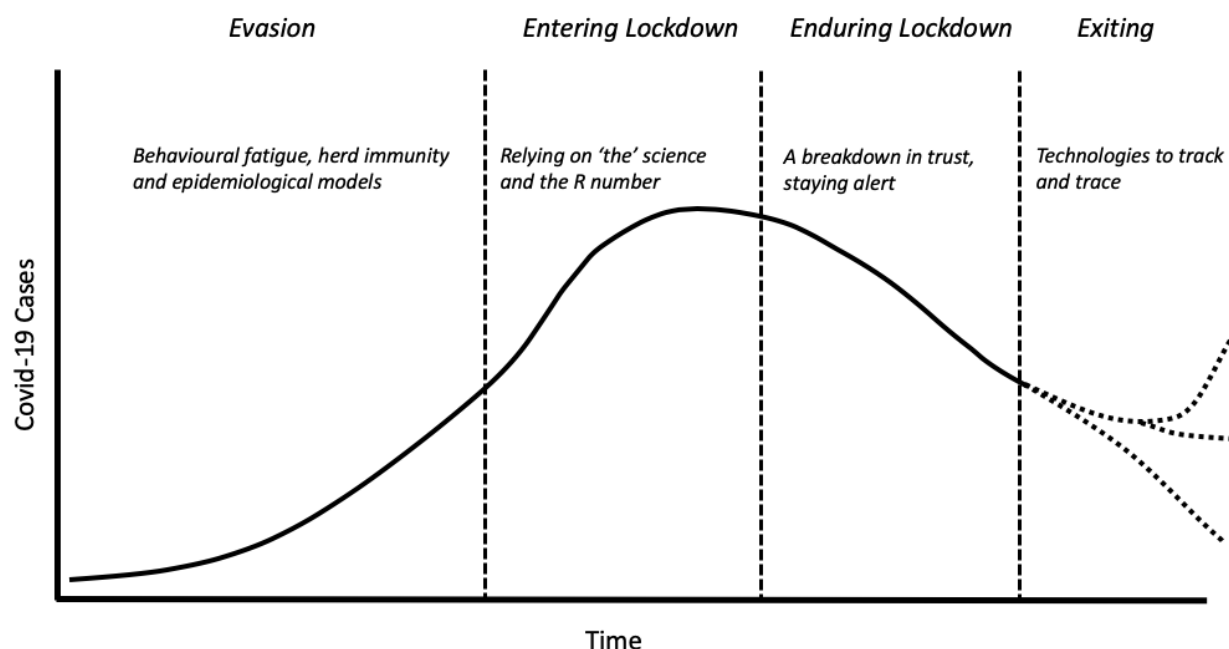 Evasion
Entering Lockdown
Enduring Lockdown
Exiting
Behavioural fatigue, herd immunity
and epidemiological models
Relying on ‘the’ science
and the R number
A breakdown in trust,
staying alert
Technologies to track
and trace
Covid-19 Cases
Time